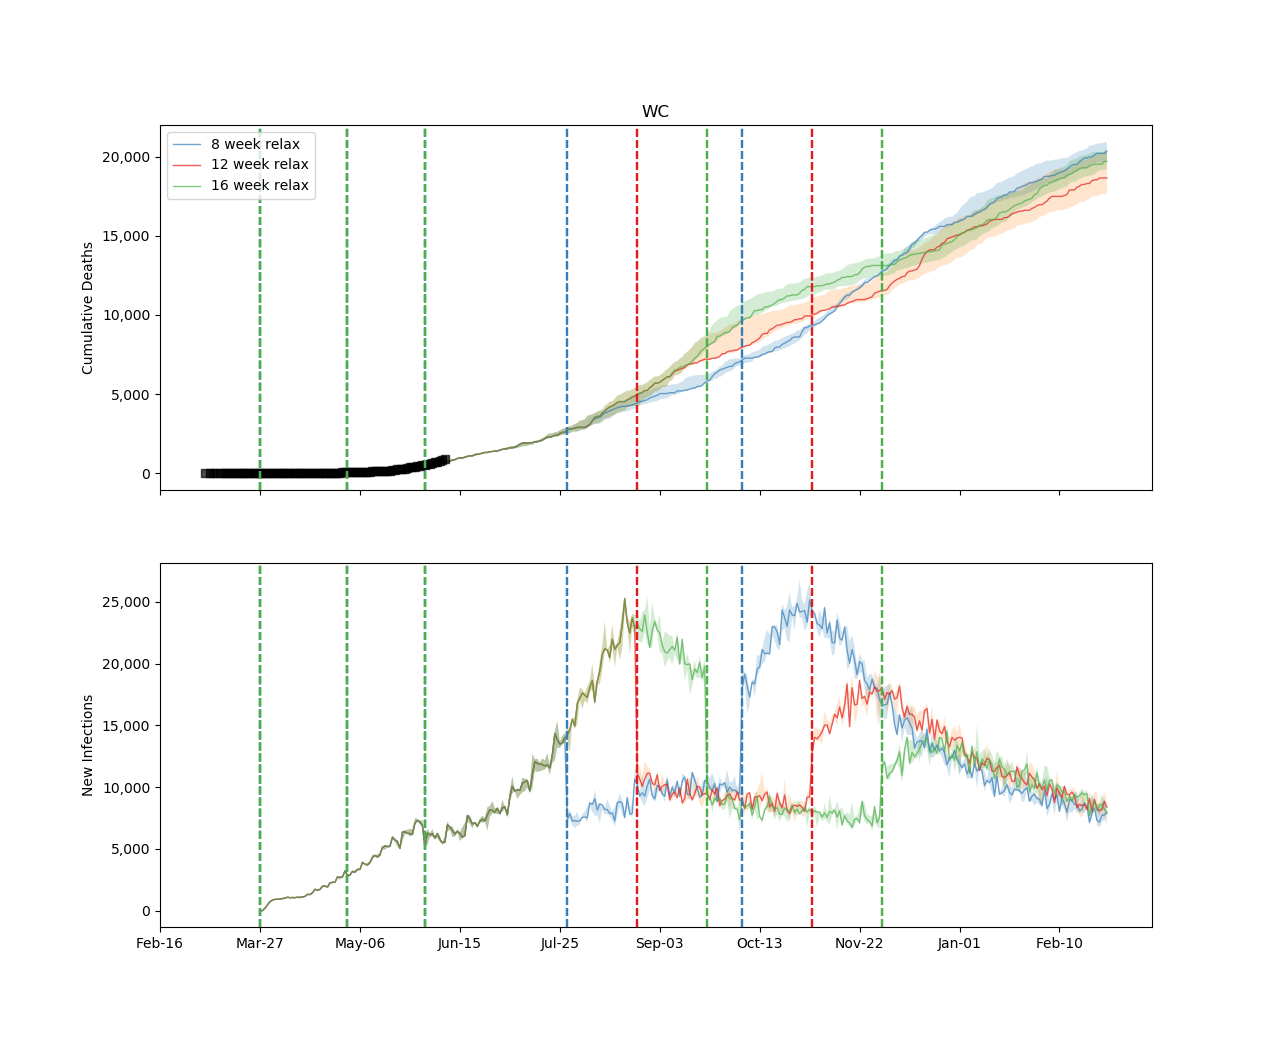 WC
8 week relax
12 week relax
16 week relax
20,000
15,000
10,000
5,000
0
Cumulative Deaths
25,000
20,000
15,000
10,000
5,000
0
New Infections
Feb-16 Mar-27 May-06 Jun-15 Jul-25 Sep-03 Oct-13 Nov-22 Jan-01 Feb-10